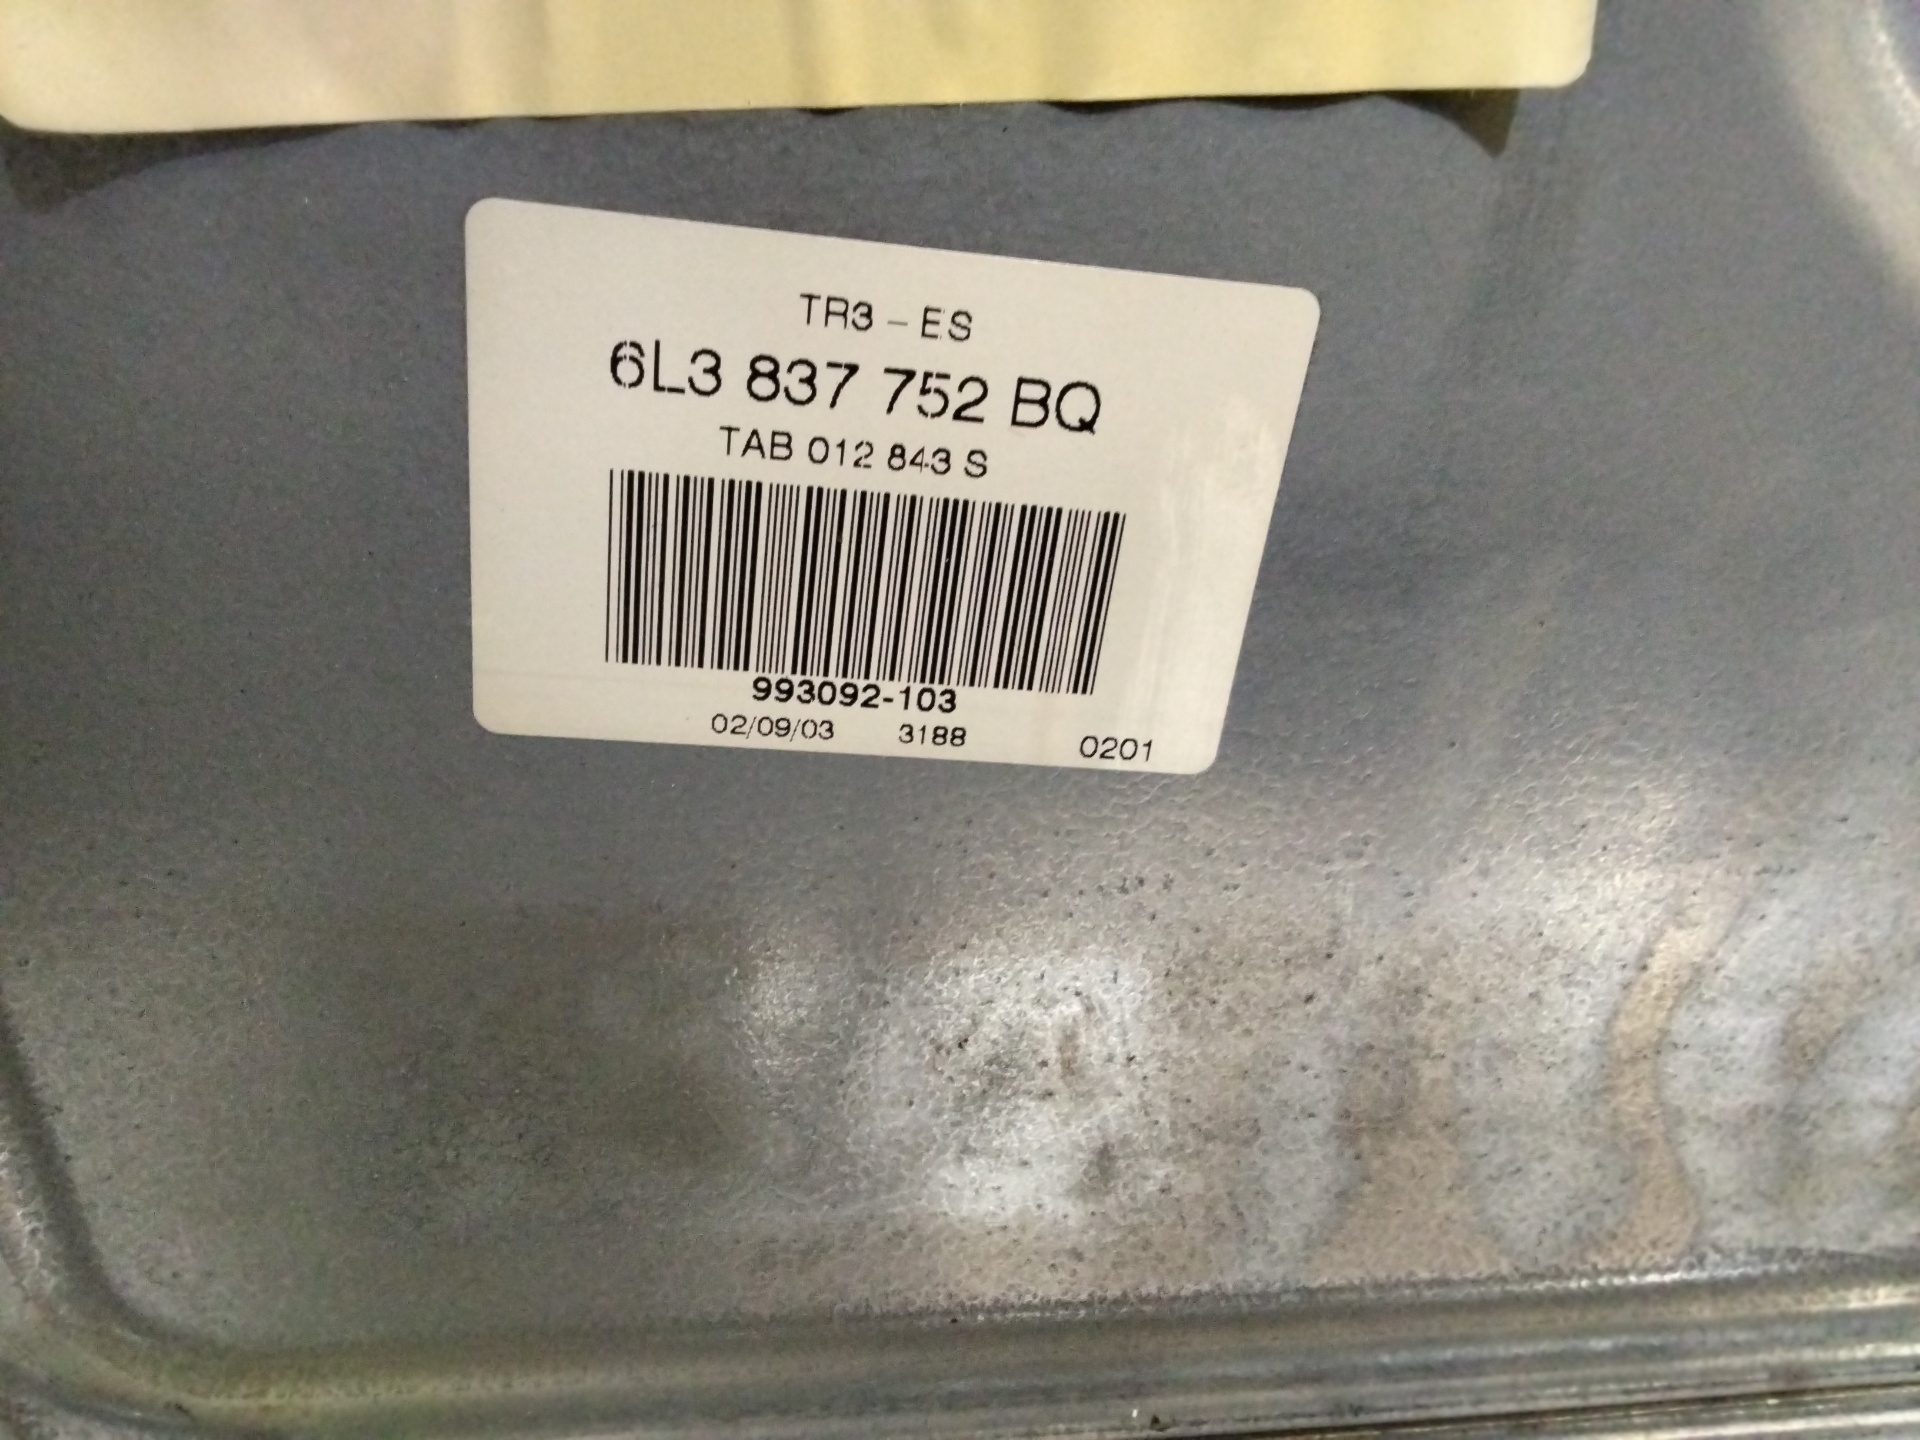 TR3 - ES
6L3 837 752 BQ
TAB 012 843 S
993092-103
02/09/03 3188 0201